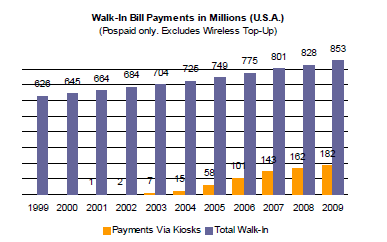 Walk-In Bill Payments in Millions (U.S.A.)
(Pospaid only. Excludes Wireless Top-Up)
626 645 664 684 704 725 749 775 801 828 853
1 2 7 15 58 101 143 162 182
1999 2000 2001 2002 2003 2004 2005 2006 2007 2008 2009
Payments Via Kiosks Total Walk-In